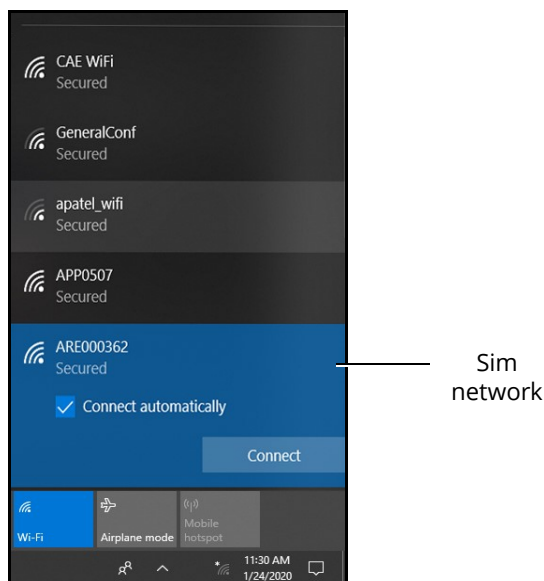 CAE WiFi
Secured
GeneralConf
Secured
apatel_wifi
Secured
APP0507
Secured
ARE000362
Secured
Connect automatically
Connect
Sim
network
Wi-Fi
Airplane mode
Mobile
hotspot
11:30 AM
1/24/2020